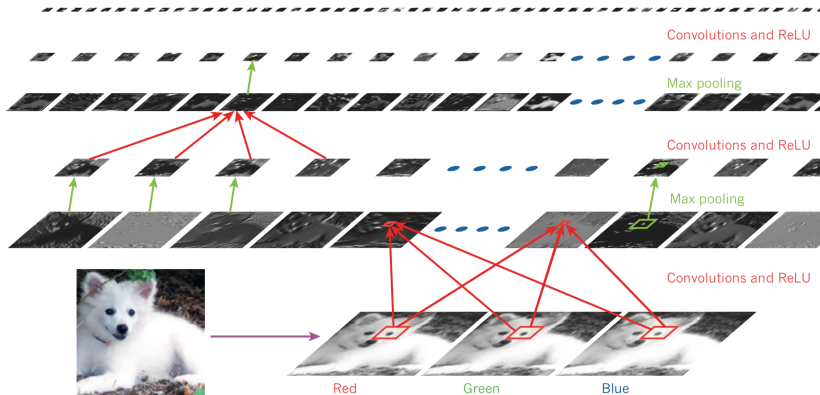 Convolutions and ReLU
Max pooling
Convolutions and ReLU
Max pooling
Convolutions and ReLU
Red
Green
Blue